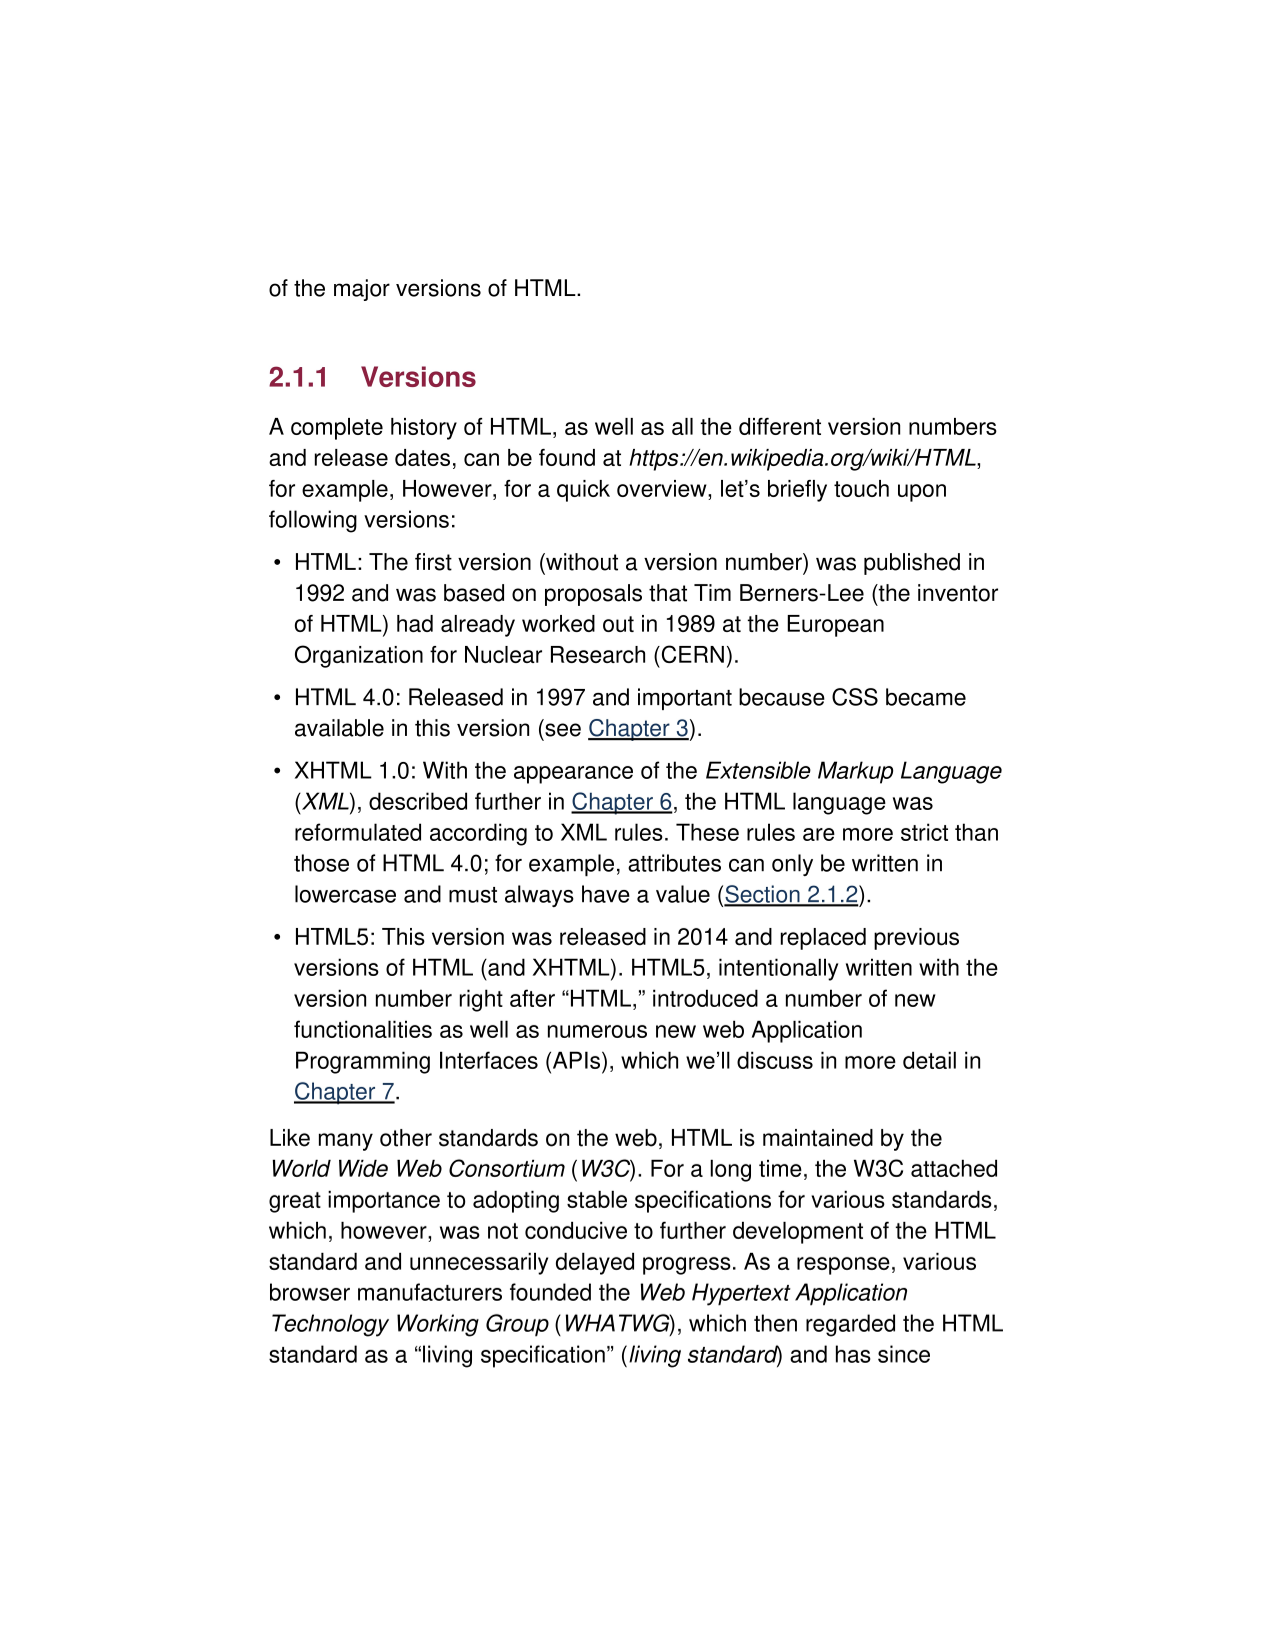 of the major versions of HTML.
2.1.1 Versions
A complete history of HTML, as well as all the different version numbers
and release dates, can be found at https://en.wikipedia.org/wiki/HTML,
for example, However, for a quick overview, let’s briefly touch upon
following versions:
• HTML: The first version (without a version number) was published in
1992 and was based on proposals that Tim Berners-Lee (the inventor
of HTML) had already worked out in 1989 at the European
Organization for Nuclear Research (CERN).
• HTML 4.0: Released in 1997 and important because CSS became
available in this version (see Chapter 3).
• XHTML 1.0: With the appearance of the Extensible Markup Language
(XML), described further in Chapter 6, the HTML language was
reformulated according to XML rules. These rules are more strict than
those of HTML 4.0; for example, attributes can only be written in
lowercase and must always have a value (Section 2.1.2).
• HTML5: This version was released in 2014 and replaced previous
versions of HTML (and XHTML). HTML5, intentionally written with the
version number right after “HTML,” introduced a number of new
functionalities as well as numerous new web Application
Programming Interfaces (APIs), which we’ll discuss in more detail in
Chapter 7.
Like many other standards on the web, HTML is maintained by the
World Wide Web Consortium (W3C). For a long time, the W3C attached
great importance to adopting stable specifications for various standards,
which, however, was not conducive to further development of the HTML
standard and unnecessarily delayed progress. As a response, various
browser manufacturers founded the Web Hypertext Application
Technology Working Group (WHATWG), which then regarded the HTML
standard as a “living specification” (living standard) and has since